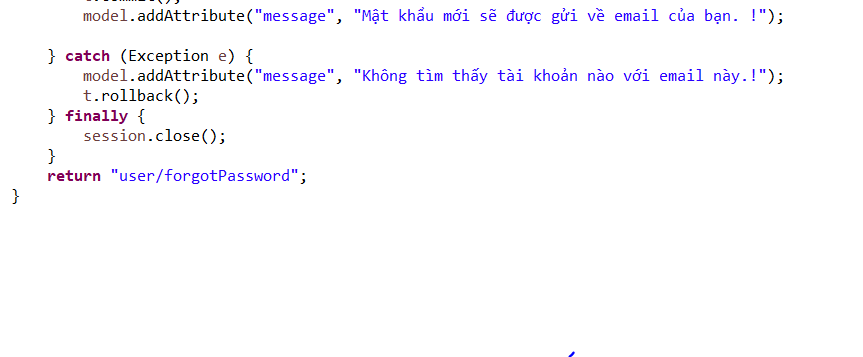 model.addAttribute("message", "Mật khẩu mới sẽ được gửi về email của bạn. !");
} catch (Exception e) {
model.addAttribute("message", "Không tìm thấy tài khoản nào với email này.!");
t.rollback();
} finally {
session.close();
}
return "user/forgotPassword";
}